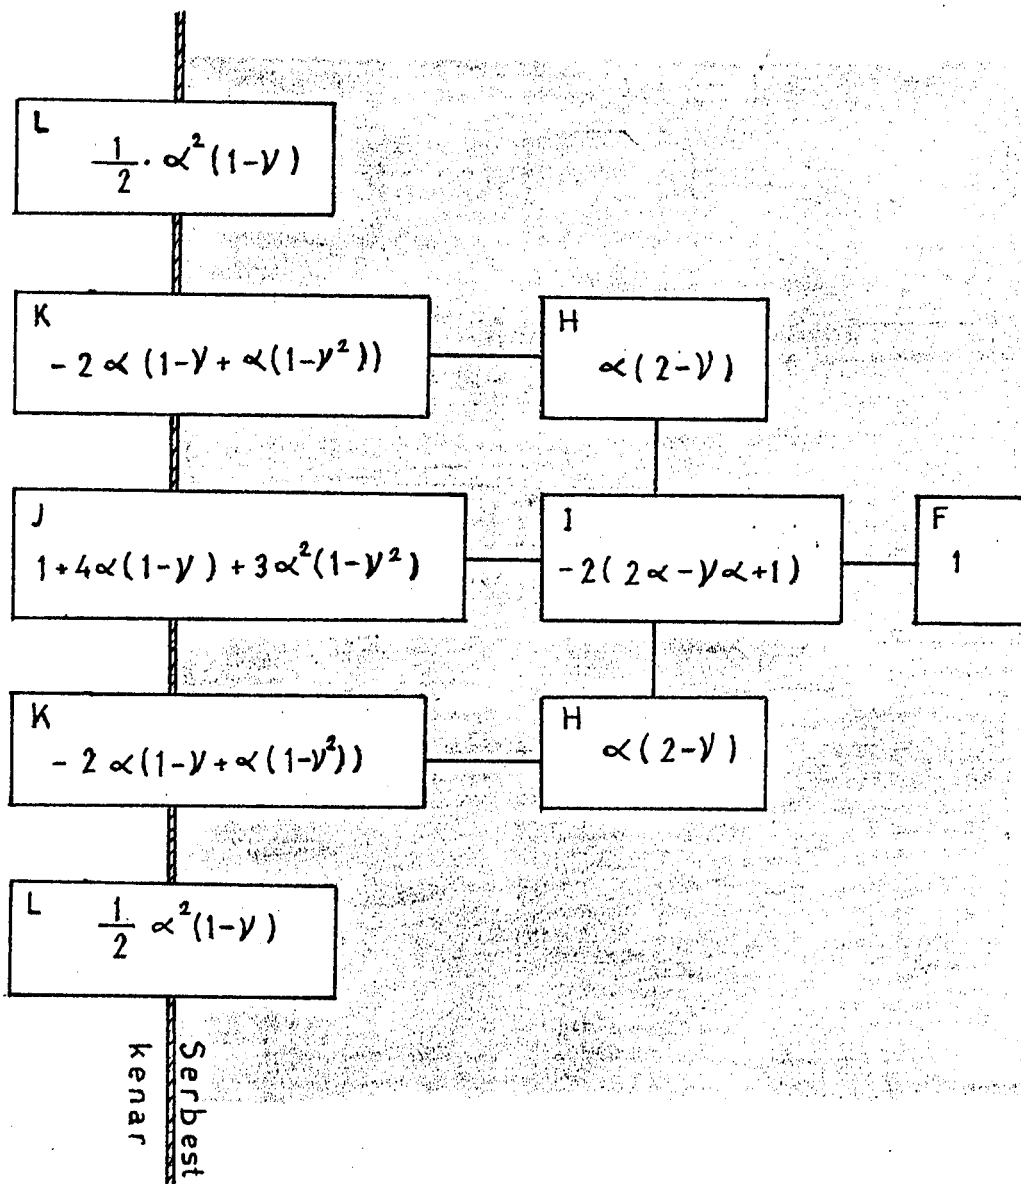 L
1/2 · α²(1-ν)
K
-2α(1-ν+α(1-ν²))
H
α(2-ν)
J
1+4α(1-ν)+3α²(1-ν²)
I
-2(2α-να+1)
F
1
K
-2α(1-ν+α(1-ν²))
H
α(2-ν)
L
1/2 α²(1-ν)
Serbest
kenar